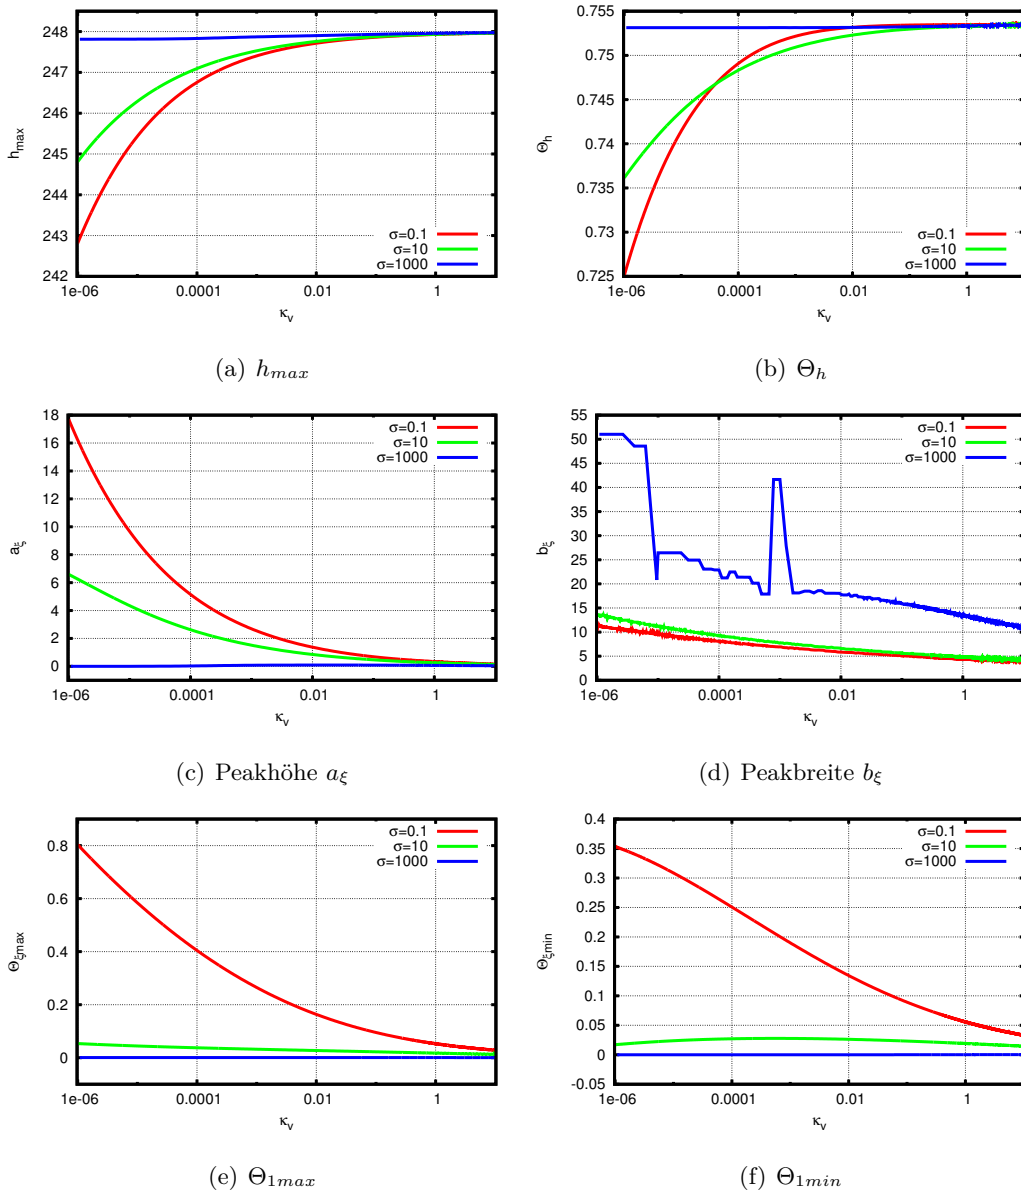 248
247
246
245
244
243
242
h_max
σ=0.1
σ=10
σ=1000
1e-06 0.0001 0.01 1
κ_v
(a) h_max
0.755
0.75
0.745
0.74
0.735
0.73
0.725
Θ_h
σ=0.1
σ=10
σ=1000
1e-06 0.0001 0.01 1
κ_v
(b) Θ_h
18
16
14
12
10
8
6
4
2
0
a_ξ
σ=0.1
σ=10
σ=1000
1e-06 0.0001 0.01 1
κ_v
(c) Peakhöhe a_ξ
55
50
45
40
35
30
25
20
15
10
5
0
b_ξ
σ=0.1
σ=10
σ=1000
1e-06 0.0001 0.01 1
κ_v
(d) Peakbreite b_ξ
0.8
0.6
0.4
0.2
0
Θ_ξmax
σ=0.1
σ=10
σ=1000
1e-06 0.0001 0.01 1
κ_v
(e) Θ_1max
0.4
0.35
0.3
0.25
0.2
0.15
0.1
0.05
0
-0.05
Θ_ξmin
σ=0.1
σ=10
σ=1000
1e-06 0.0001 0.01 1
κ_v
(f) Θ_1min